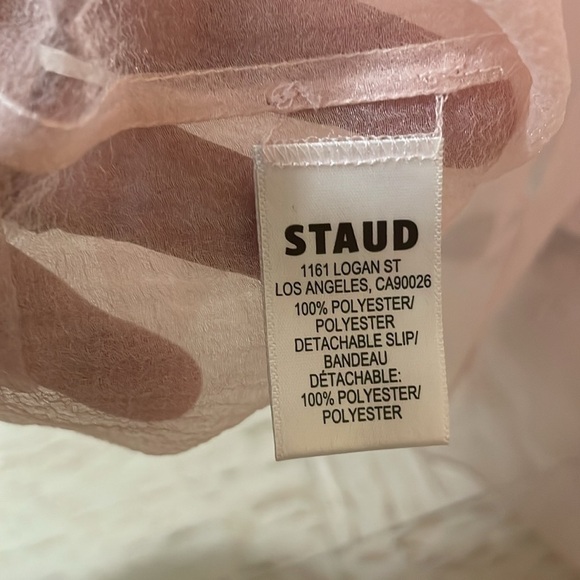 STAUD
1161 LOGAN ST
LOS ANGELES, CA90026
100% POLYESTER/
POLYESTER
DETACHABLE SLIP/
BANDEAU
DÉTACHABLE:
100% POLYESTER/
POLYESTER